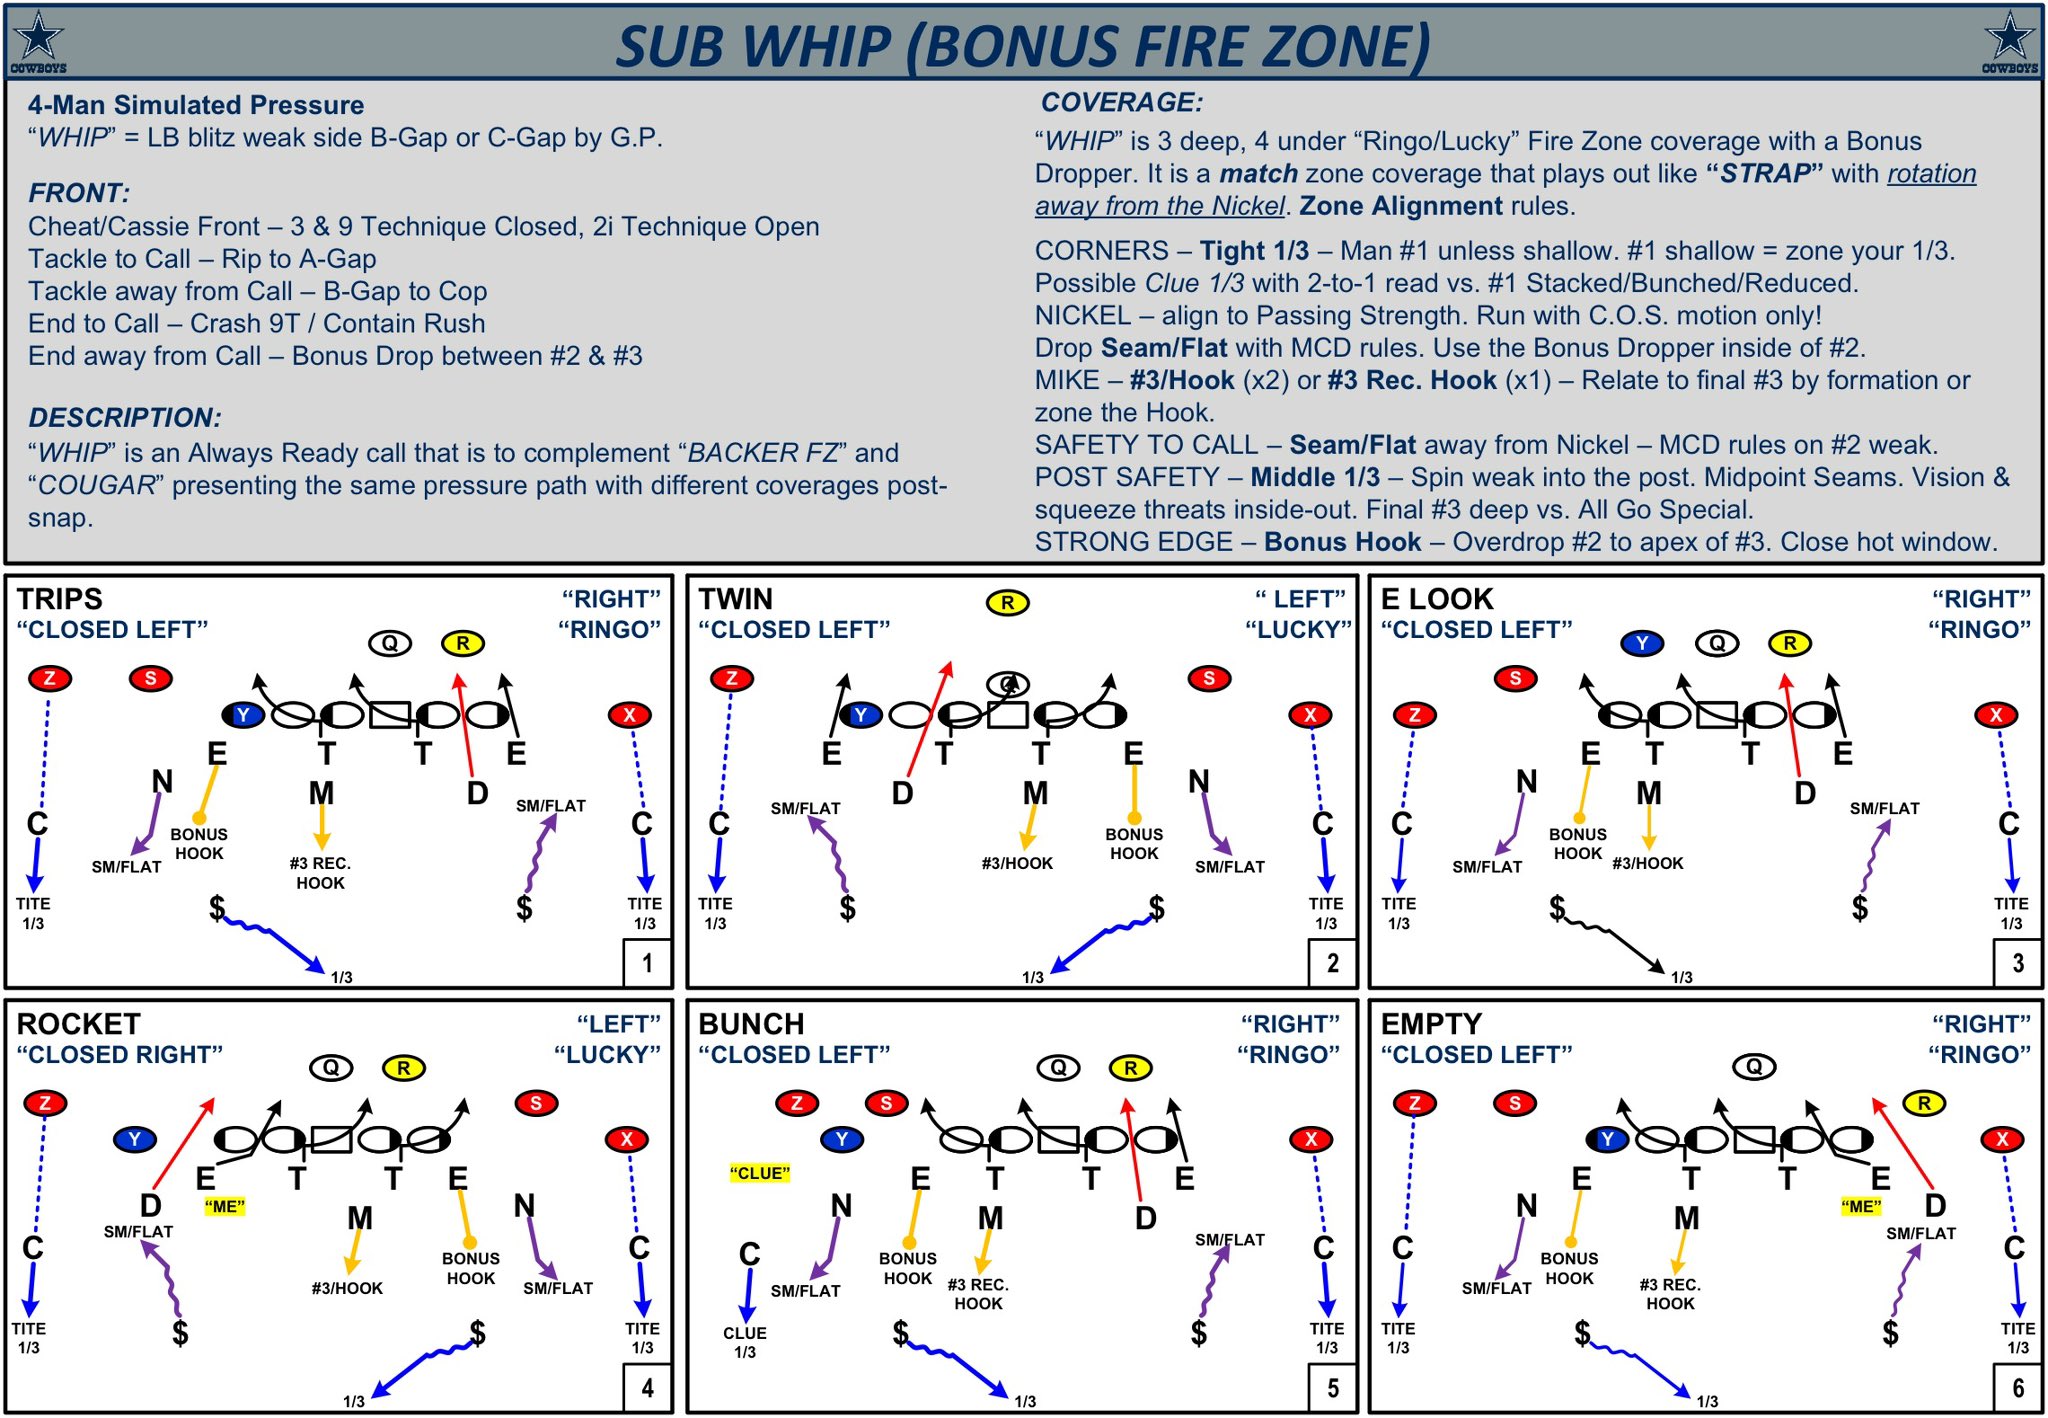 SUB WHIP (BONUS FIRE ZONE)
COWBOYS
COWBOYS
4-Man Simulated Pressure
“WHIP” = LB blitz weak side B-Gap or C-Gap by G.P.
FRONT:
Cheat/Cassie Front – 3 & 9 Technique Closed, 2i Technique Open
Tackle to Call – Rip to A-Gap
Tackle away from Call – B-Gap to Cop
End to Call – Crash 9T / Contain Rush
End away from Call – Bonus Drop between #2 & #3
DESCRIPTION:
“WHIP” is an Always Ready call that is to complement “BACKER FZ” and
“COUGAR” presenting the same pressure path with different coverages post-
snap.
COVERAGE:
“WHIP” is 3 deep, 4 under “Ringo/Lucky” Fire Zone coverage with a Bonus
Dropper. It is a match zone coverage that plays out like “STRAP” with rotation
away from the Nickel. Zone Alignment rules.
CORNERS – Tight 1/3 – Man #1 unless shallow. #1 shallow = zone your 1/3.
Possible Clue 1/3 with 2-to-1 read vs. #1 Stacked/Bunched/Reduced.
NICKEL – align to Passing Strength. Run with C.O.S. motion only!
Drop Seam/Flat with MCD rules. Use the Bonus Dropper inside of #2.
MIKE – #3/Hook (x2) or #3 Rec. Hook (x1) – Relate to final #3 by formation or
zone the Hook.
SAFETY TO CALL – Seam/Flat away from Nickel – MCD rules on #2 weak.
POST SAFETY – Middle 1/3 – Spin weak into the post. Midpoint Seams. Vision &
squeeze threats inside-out. Final #3 deep vs. All Go Special.
STRONG EDGE – Bonus Hook – Overdrop #2 to apex of #3. Close hot window.
TRIPS “RIGHT”
“CLOSED LEFT” “RINGO”
Q R
Z S
Y X
E T T E
N M D
SM/FLAT
C C
BONUS
HOOK
SM/FLAT #3 REC.
HOOK
$ $
TITE TITE
1/3 1/3
1/3
1
TWIN “ LEFT”
“CLOSED LEFT” “LUCKY”
R
Z Q S
Y X
E T T E
D M N
SM/FLAT
C C
BONUS
HOOK
#3/HOOK SM/FLAT
$ $
TITE TITE
1/3 1/3
1/3
2
E LOOK “RIGHT”
“CLOSED LEFT” “RINGO”
Y Q R
S
Z X
E T T E
N M D
SM/FLAT
C C
BONUS
HOOK
SM/FLAT #3/HOOK
$ $
TITE TITE
1/3 1/3
1/3
3
ROCKET “LEFT”
“CLOSED RIGHT” “LUCKY”
Q R
Z S
Y X
E T T E
D “ME” M N
SM/FLAT
C C
BONUS
HOOK
#3/HOOK SM/FLAT
$ $
TITE TITE
1/3 1/3
1/3
4
BUNCH “RIGHT”
“CLOSED LEFT” “RINGO”
Q R
Z S
Y X
“CLUE”
E T T E
N M D
SM/FLAT
C C
BONUS
HOOK
SM/FLAT #3 REC.
HOOK
$ $
CLUE TITE
1/3 1/3
1/3
5
EMPTY “RIGHT”
“CLOSED LEFT” “RINGO”
Q
Z S R
Y X
E T T E
N M “ME” D
SM/FLAT
C C
BONUS
HOOK
SM/FLAT #3 REC.
HOOK
$ $
TITE TITE
1/3 1/3
1/3
6